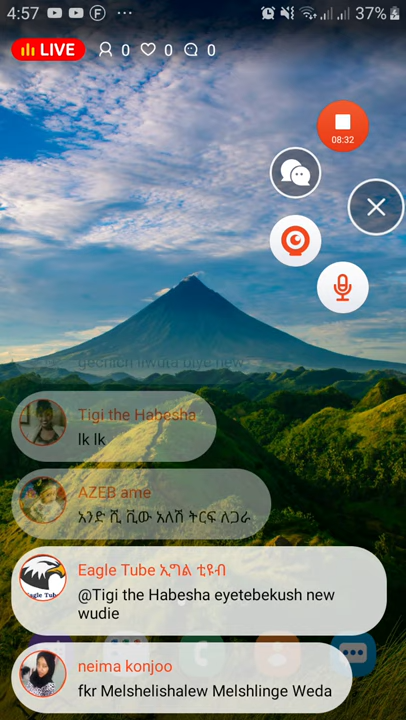 4:57
37%
LIVE 0 0 0
08:32
Tigi the Habesha
lk lk
AZEB ame
አንድ ሺ ቪው አለሽ ትርፍ ለጋራ
Eagle Tube ኢግል ቲዩብ
@Tigi the Habesha eyetebekush new
wudie
neima konjoo
fkr Melshelishalew Melshlinge Weda